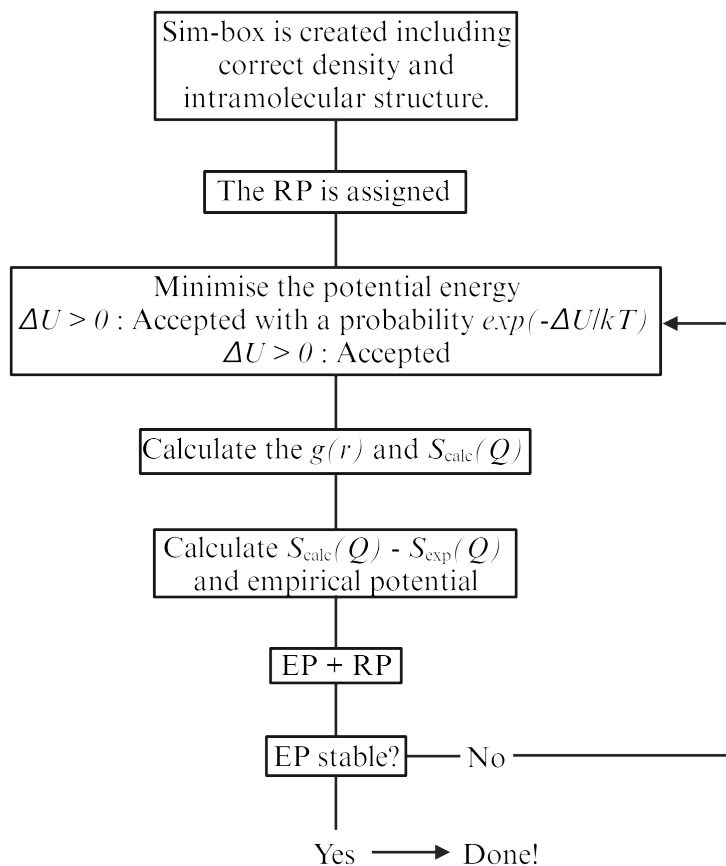 Sim-box is created including
correct density and
intramolecular structure.
The RP is assigned
Minimise the potential energy
ΔU > 0 : Accepted with a probability exp(-ΔU/kT)
ΔU > 0 : Accepted
Calculate the g(r) and Scalc(Q)
Calculate Scalc(Q) - Sexp(Q)
and empirical potential
EP + RP
EP stable? No
Yes Done!